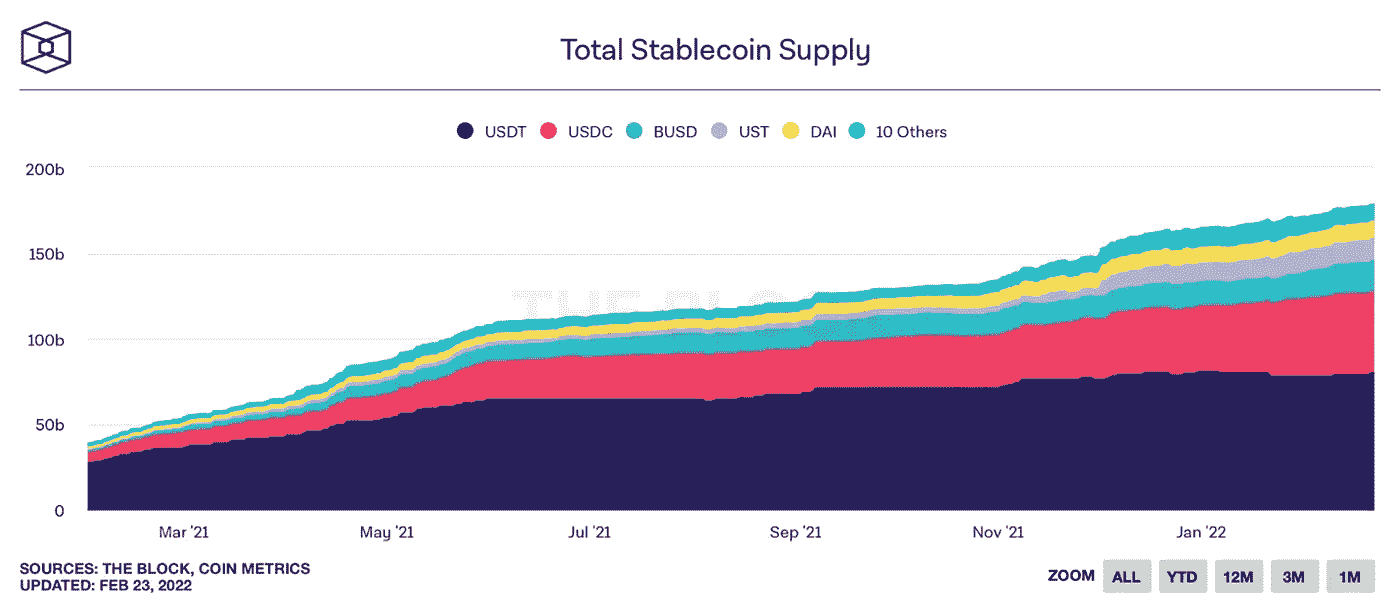 Total Stablecoin Supply
USDT USDC BUSD UST DAI 10 Others
200b
150b
100b
50b
0
Mar '21 May '21 Jul '21 Sep '21 Nov '21 Jan '22
SOURCES: THE BLOCK, COIN METRICS
UPDATED: FEB 23, 2022
ZOOM ALL YTD 12M 3M 1M